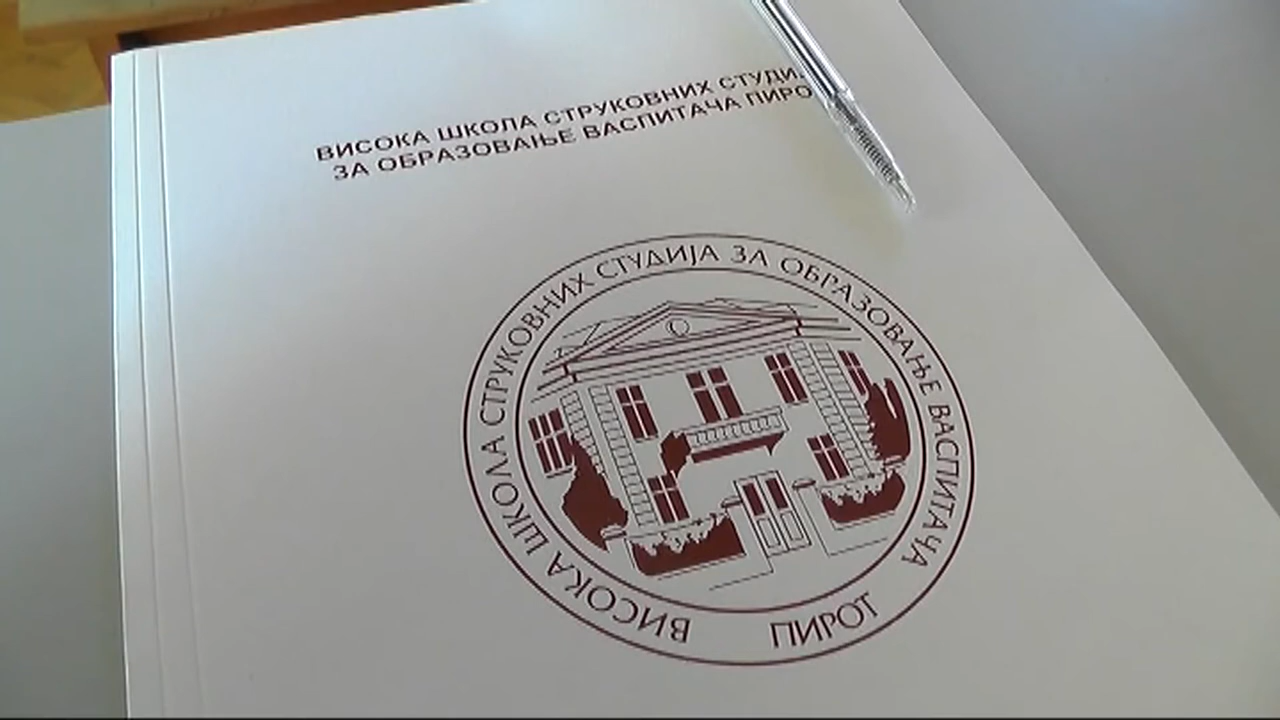 ВИСОКА ШКОЛА СТРУКОВНИХ
ЗА ОБРАЗОВАЊЕ ВАСПИТАЧА
ВИСОКА ШКОЛА СТРУКОВНИХ СТУДИЈА ЗА ОБРАЗОВАЊЕ ВАСПИТАЧА
ПИРОТ